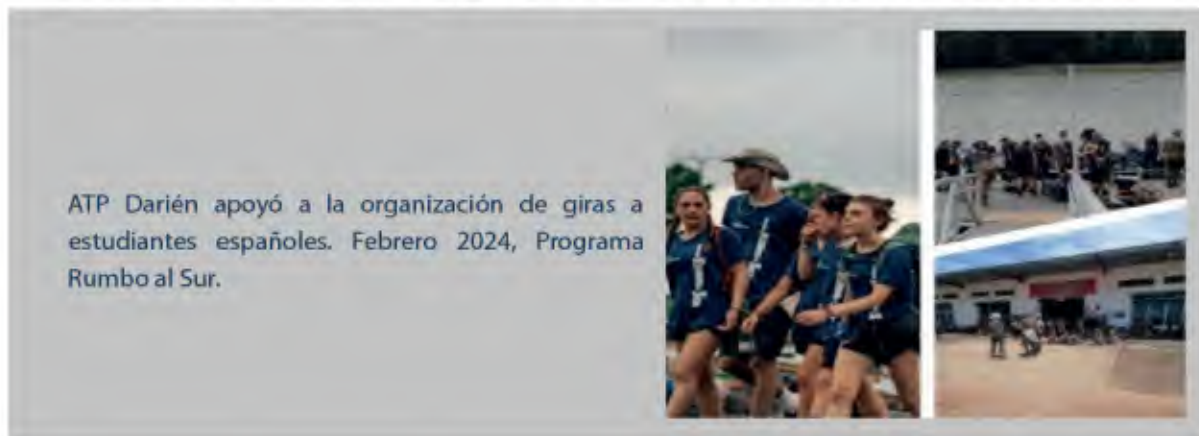 ATP Darién apoyó a la organización de giras a
estudiantes españoles. Febrero 2024, Programa
Rumbo al Sur.